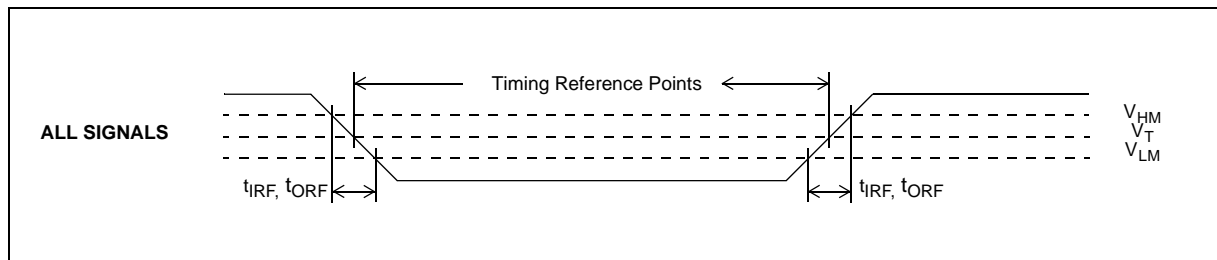 Timing Reference Points
ALL SIGNALS
V_HM
V_T
V_LM
t_IRF, t_ORF
t_IRF, t_ORF